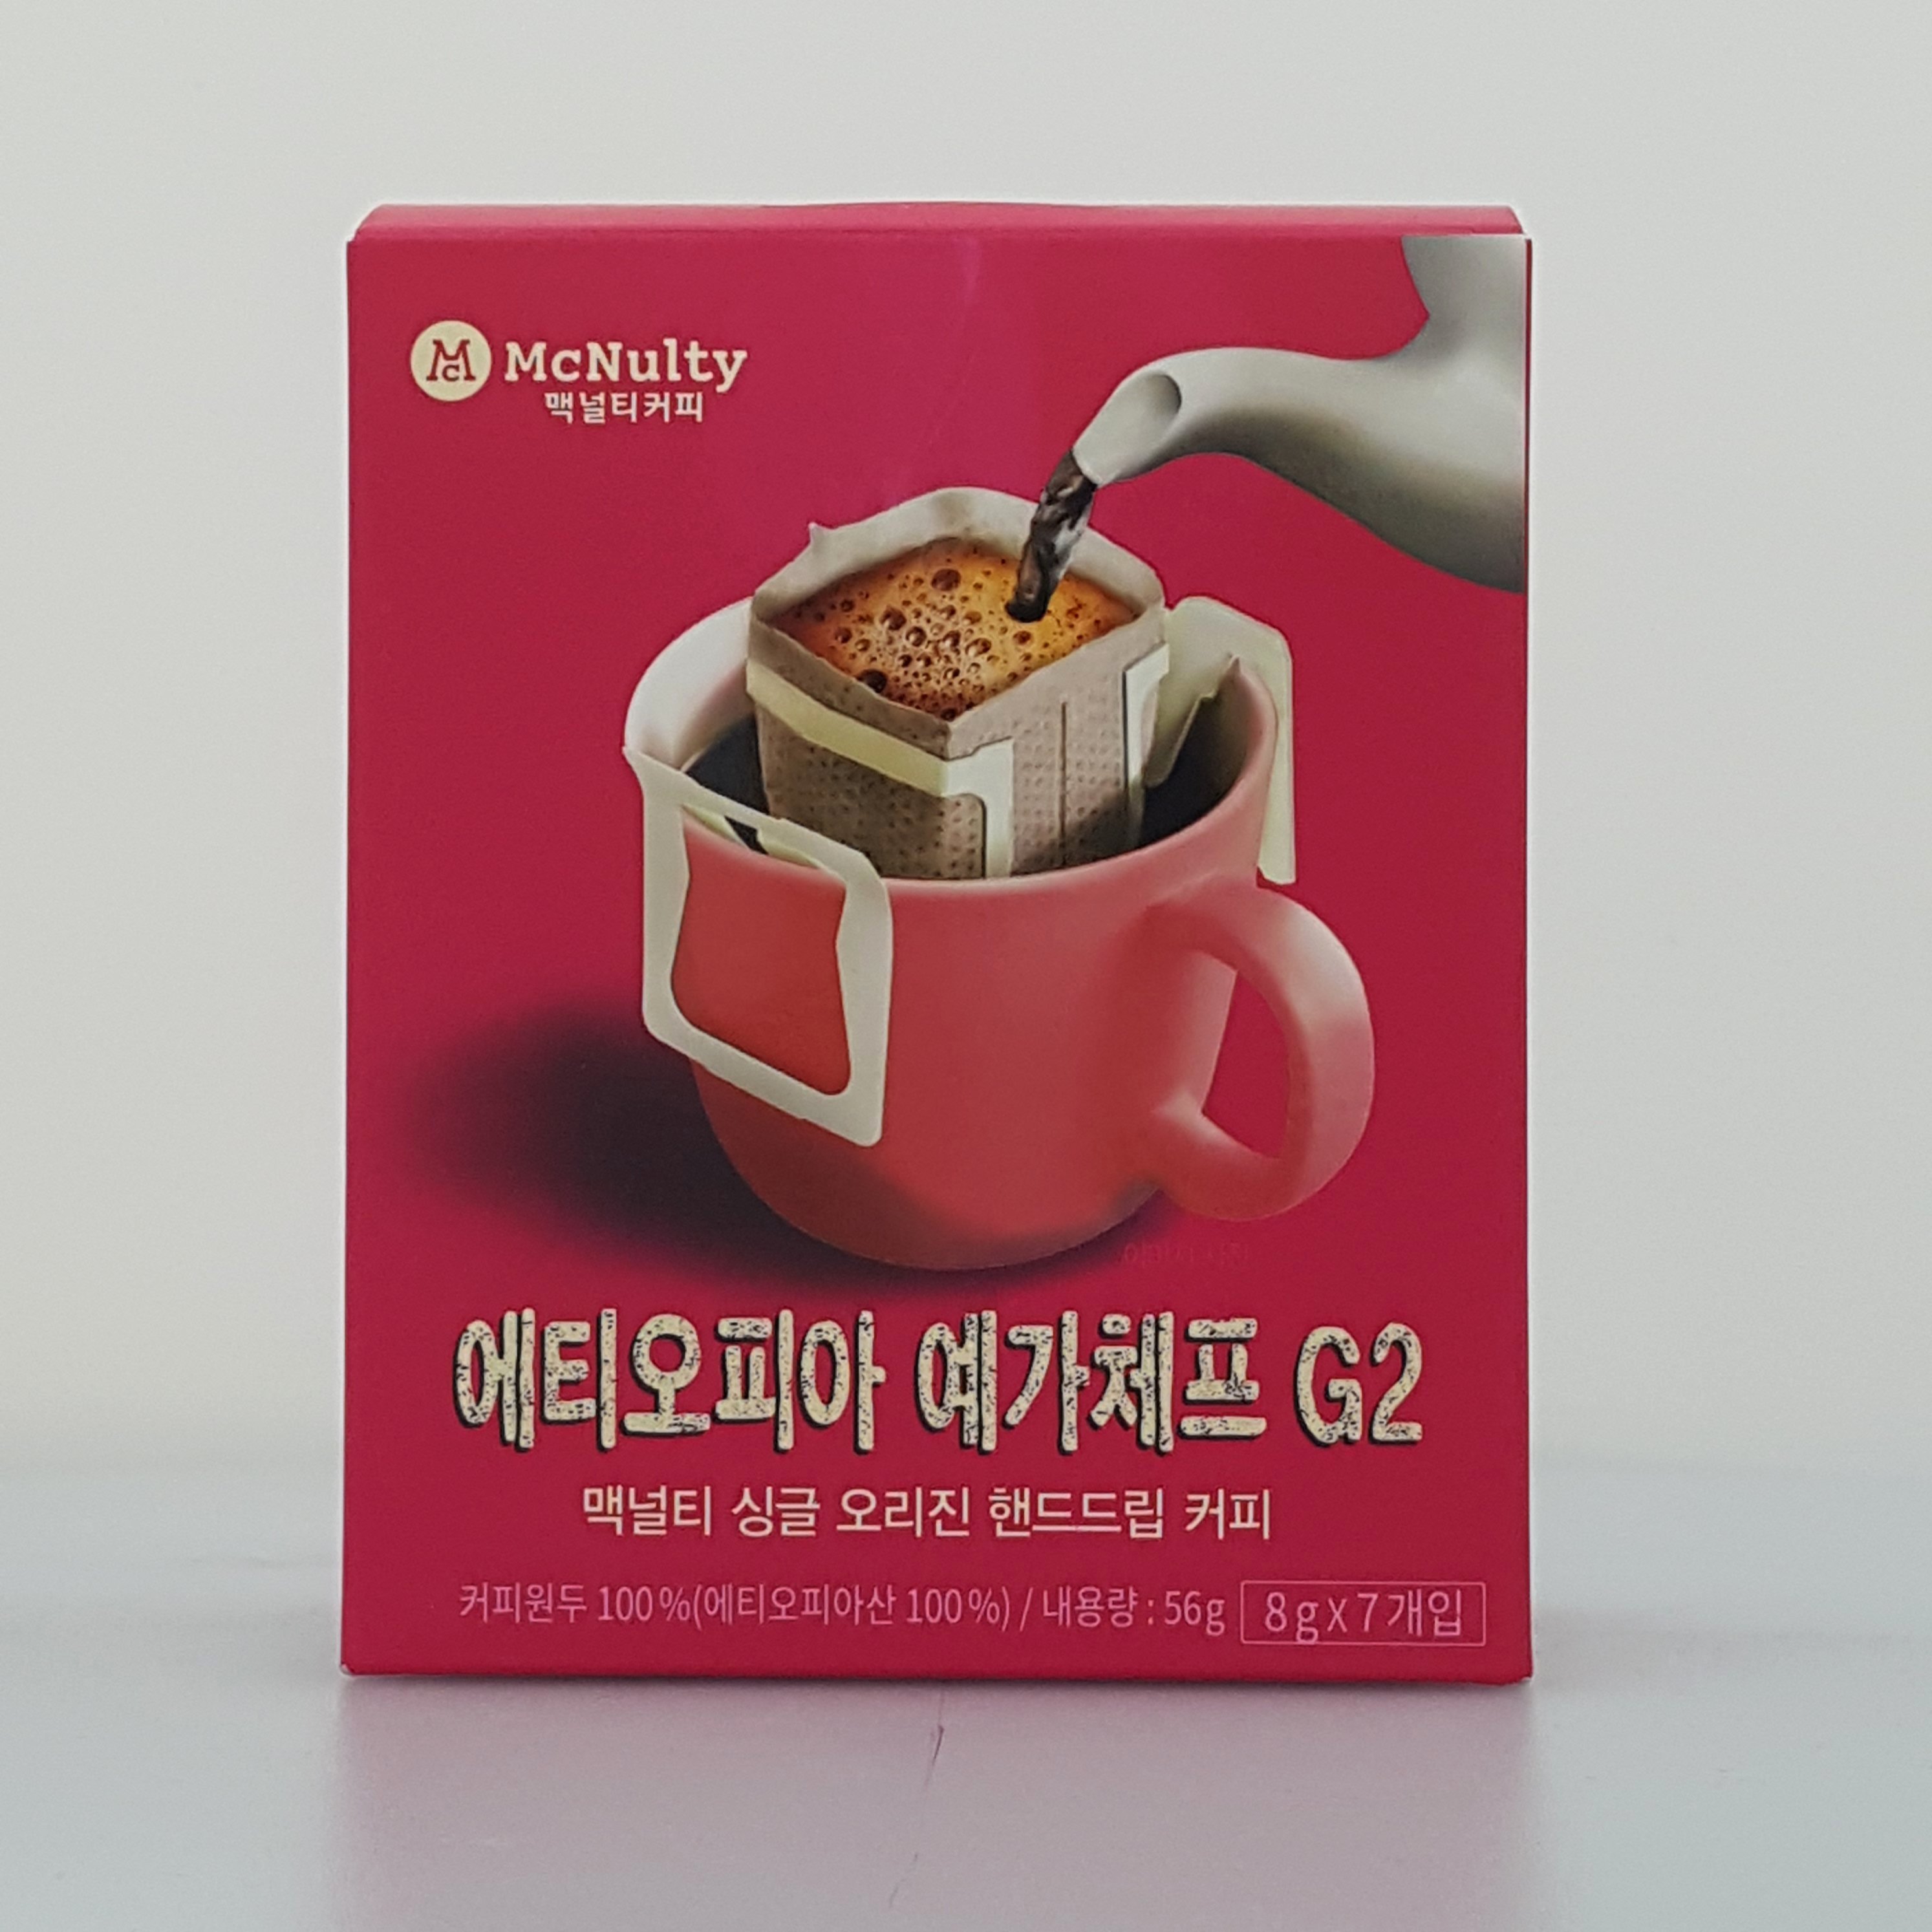 Mc McNulty
맥널티커피
에티오피아 예가체프 G2
맥널티 싱글 오리진 핸드드립 커피
커피원두 100%(에티오피아산 100%) / 내용량 : 56g 8g x 7개입